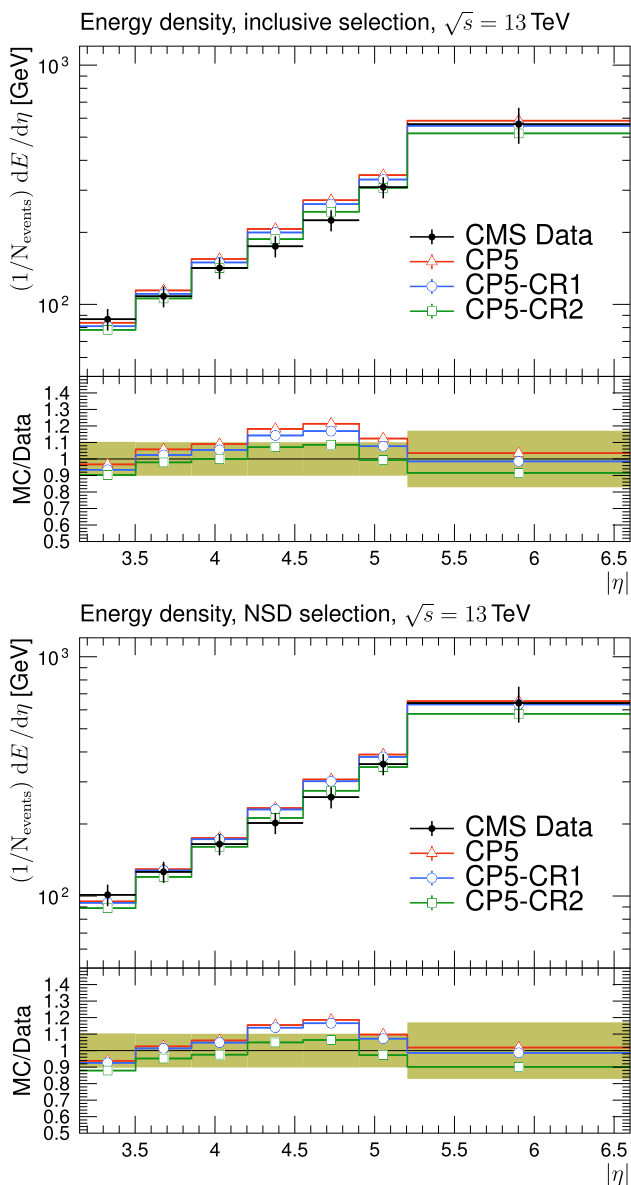 Energy density, inclusive selection, √s = 13 TeV
(1/N_events) dE/dη [GeV]
10³
10²
CMS Data
CP5
CP5-CR1
CP5-CR2
MC/Data
1.4
1.3
1.2
1.1
1
0.9
0.8
0.7
0.6
0.5
3.5 4 4.5 5 5.5 6 6.5
|η|
Energy density, NSD selection, √s = 13 TeV
(1/N_events) dE/dη [GeV]
10³
10²
CMS Data
CP5
CP5-CR1
CP5-CR2
MC/Data
1.4
1.3
1.2
1.1
1
0.9
0.8
0.7
0.6
0.5
3.5 4 4.5 5 5.5 6 6.5
|η|